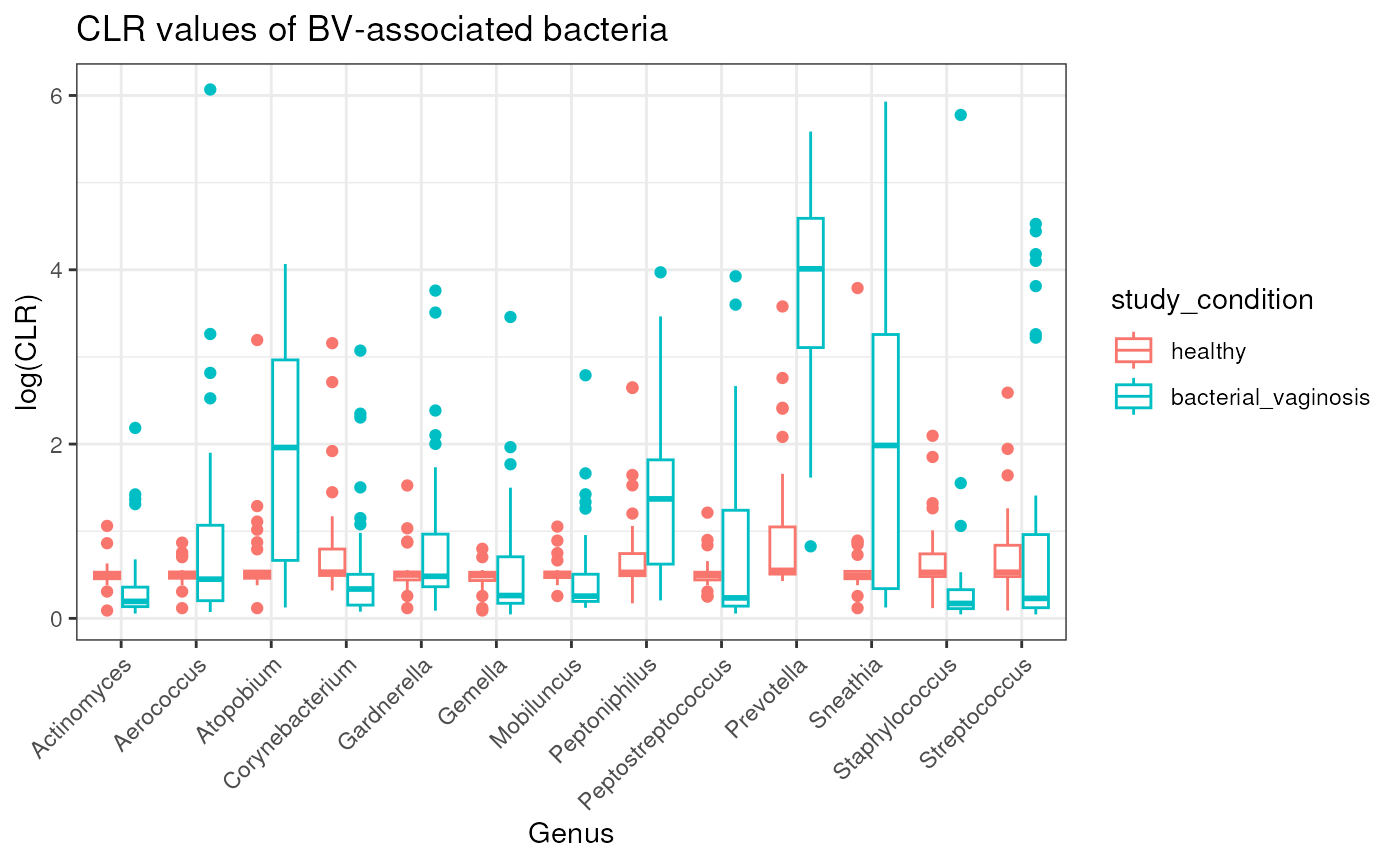 CLR values of BV-associated bacteria
6
4
2
0
log(CLR)
Actinomyces
Aerococcus
Atopobium
Corynebacterium
Gardnerella
Gemella
Mobiluncus
Peptoniphilus
Peptostreptococcus
Prevotella
Sneathia
Staphylococcus
Streptococcus
Genus
study_condition
healthy
bacterial_vaginosis